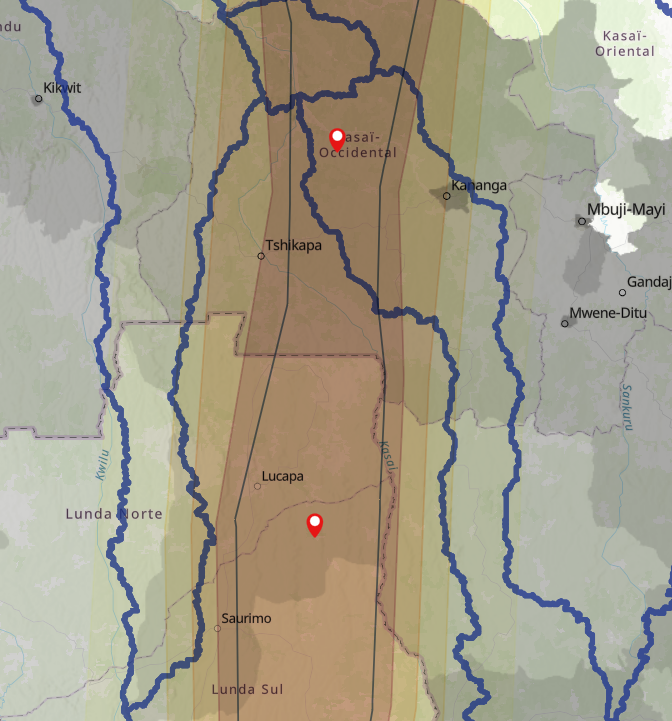 ndu
Kasaï-
Oriental
Kikwit
asaï-
Occidental
Kananga
Mbuji-Mayi
Tshikapa
Gandaj
Mwene-Ditu
Sankuru
Kwilu
Kasaï
Lucapa
Lunda Norte
Saurimo
Lunda Sul